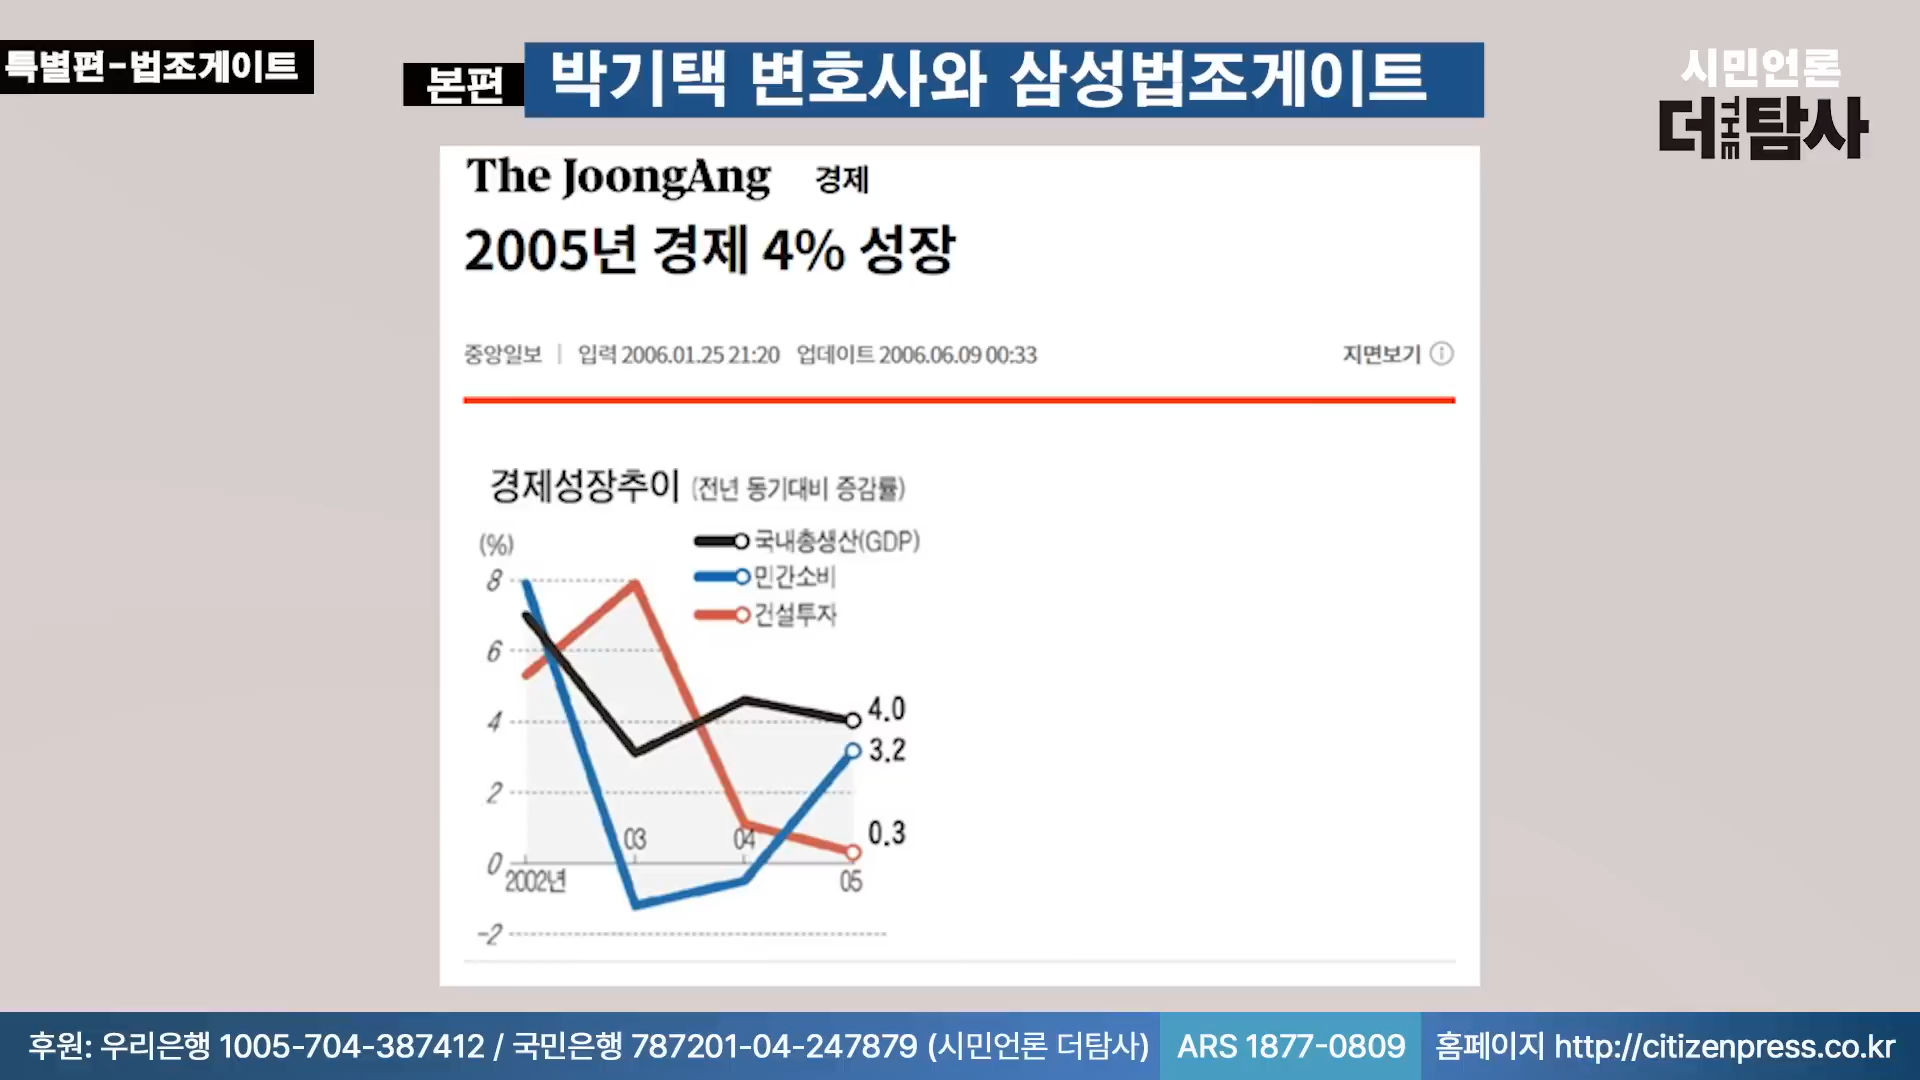 특별편-법조게이트
본편 박기택 변호사와 삼성법조게이트
시민언론
더THE탐사
The JoongAng 경제
2005년 경제 4% 성장
중앙일보 | 입력 2006.01.25 21:20 업데이트 2006.06.09 00:33 지면보기
경제성장추이 (전년 동기대비 증감률)
(%)
국내총생산(GDP)
민간소비
건설투자
8
6
4
2
0
-2
2002년
03
04
05
4.0
3.2
0.3
후원: 우리은행 1005-704-387412 / 국민은행 787201-04-247879 (시민언론 더탐사) ARS 1877-0809 홈페이지 http://citizenpress.co.kr